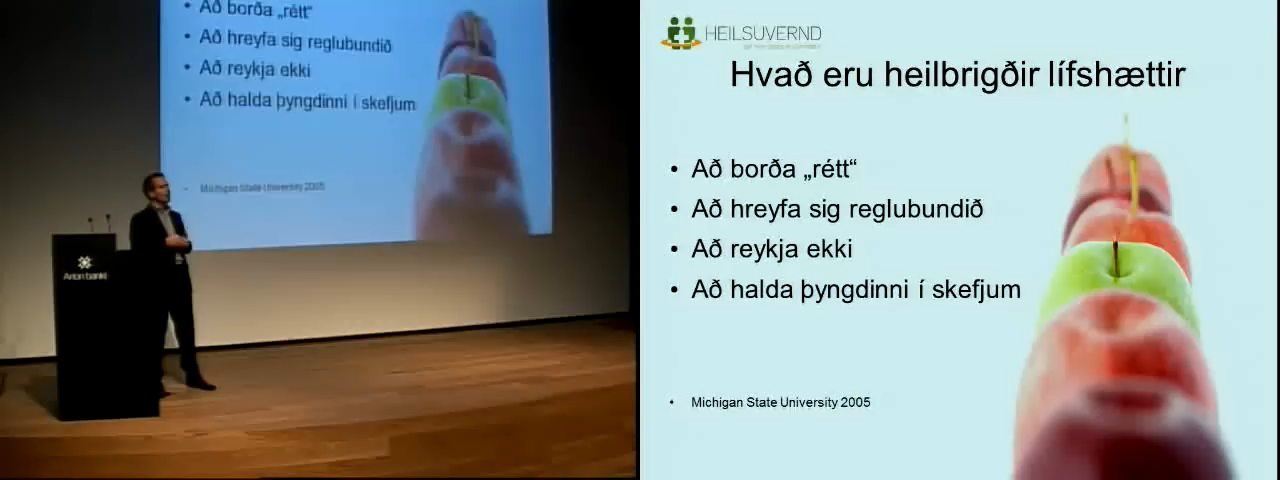 • Að borða „rétt“
• Að hreyfa sig reglubundið
• Að reykja ekki
• Að halda þyngdinni í skefjum
• Michigan State University 2005
Arion banki
HEILSUVERND
Hvað eru heilbrigðir lífshættir
• Að borða „rétt“
• Að hreyfa sig reglubundið
• Að reykja ekki
• Að halda þyngdinni í skefjum
• Michigan State University 2005